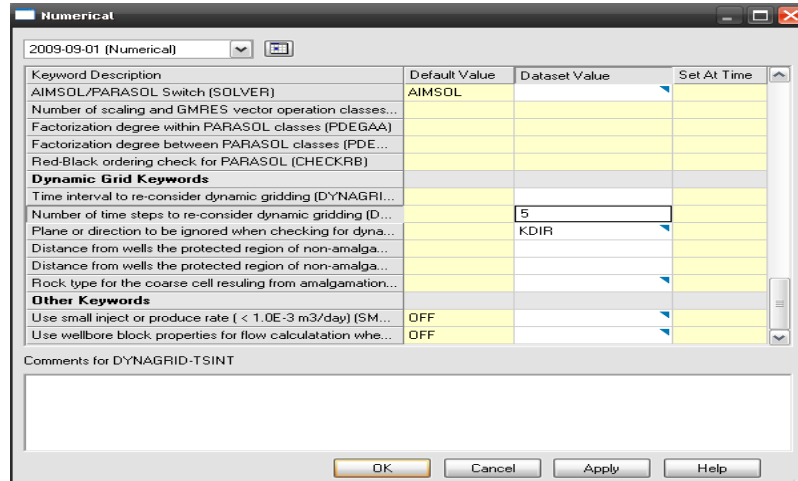 Numerical
2009-09-01 (Numerical)
Keyword Description Default Value Dataset Value Set At Time
AIMSOL/PARASOL Switch (SOLVER) AIMSOL
Number of scaling and GMRES vector operation classes...
Factorization degree within PARASOL classes (PDEGAA)
Factorization degree between PARASOL classes (PDE...
Red-Black ordering check for PARASOL (CHECKRB)
Dynamic Grid Keywords
Time interval to re-consider dynamic gridding (DYNAGRI...
Number of time steps to re-consider dynamic gridding (D... 5
Plane or direction to be ignored when checking for dyna... KDIR
Distance from wells the protected region of non-amalga...
Distance from wells the protected region of non-amalga...
Rock type for the coarse cell resuling from amalgamation...
Other Keywords
Use small inject or produce rate ( < 1.0E-3 m3/day) (SM... OFF
Use wellbore block properties for flow calculatation whe... OFF
Comments for DYNAGRID-TSINT
OK Cancel Apply Help